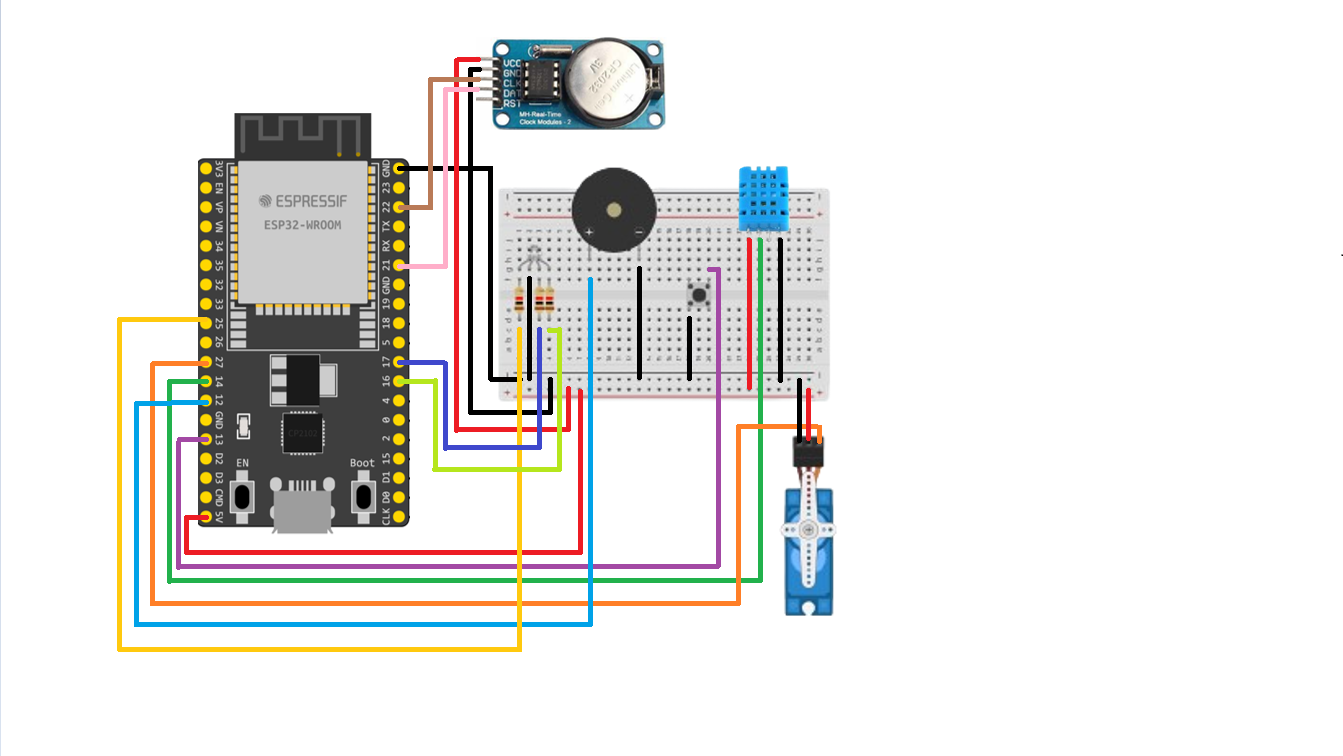 VCC
GND
CLK
DAT
RST
CR2032
3V
MH-Real-Time
Clock Modules - 2
ESPRESSIF
ESP32-WROOM
3V3
EN
VP
VN
34
35
32
33
25
26
27
14
12
GND
13
D2
D3
CMD
5V
GND
23
22
TX
RX
21
GND
19
18
5
17
16
4
0
2
15
D1
D0
CLK
CP2102
EN
Boot
+
−